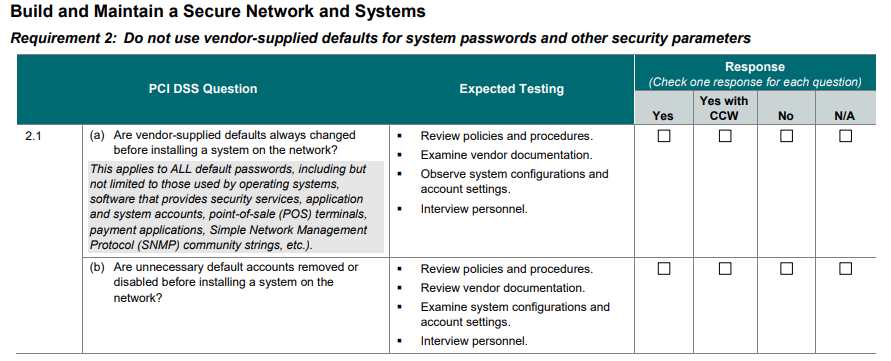 Build and Maintain a Secure Network and Systems
Requirement 2: Do not use vendor-supplied defaults for system passwords and other security parameters
PCI DSS Question
Expected Testing
Response
(Check one response for each question)
Yes
Yes with
CCW
No
N/A
2.1
(a) Are vendor-supplied defaults always changed
before installing a system on the network?
This applies to ALL default passwords, including but
not limited to those used by operating systems,
software that provides security services, application
and system accounts, point-of-sale (POS) terminals,
payment applications, Simple Network Management
Protocol (SNMP) community strings, etc.).
▪ Review policies and procedures.
▪ Examine vendor documentation.
▪ Observe system configurations and
account settings.
▪ Interview personnel.
(b) Are unnecessary default accounts removed or
disabled before installing a system on the
network?
▪ Review policies and procedures.
▪ Review vendor documentation.
▪ Examine system configurations and
account settings.
▪ Interview personnel.